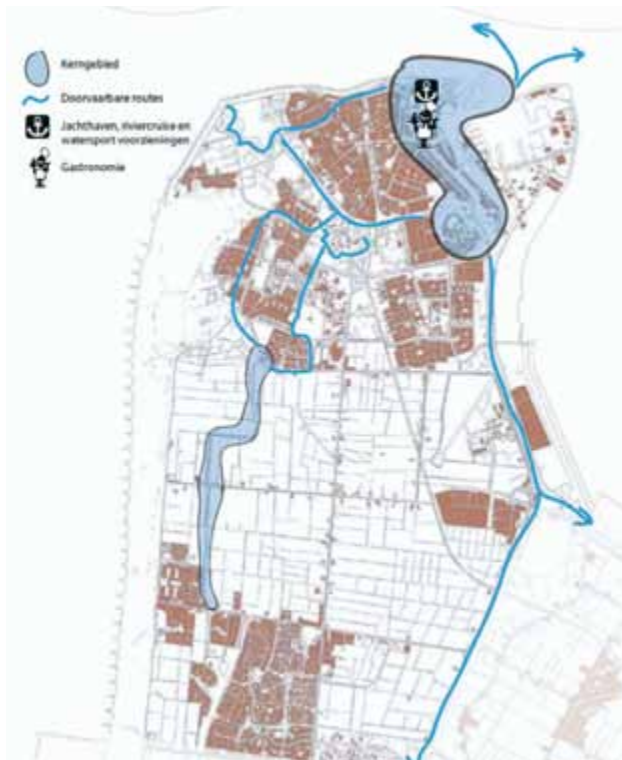 Kerngebied
Doorvaarbare routes
Jachthaven, riviercruise en
watersport voorzieningen
Gastronomie